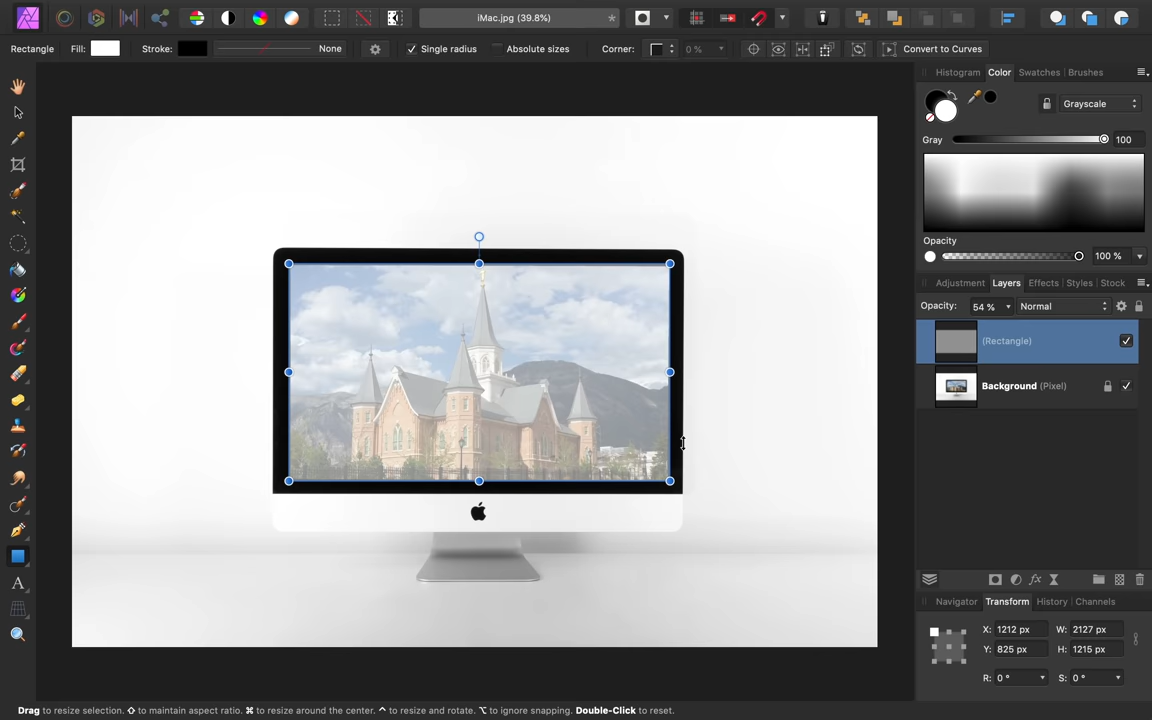 iMac.jpg (39.8%)
Rectangle Fill: Stroke: None Single radius Absolute sizes Corner: 0 % Convert to Curves
Histogram Color Swatches Brushes
Grayscale
Gray 100
Opacity
100 %
Adjustment Layers Effects Styles Stock
Opacity: 54 % Normal
(Rectangle)
Background (Pixel)
fx
A
Navigator Transform History Channels
X: 1212 px W: 2127 px
Y: 825 px H: 1215 px
R: 0 ° S: 0 °
Drag to resize selection. ⇧ to maintain aspect ratio. ⌘ to resize around the center. ^ to resize and rotate. ⌥ to ignore snapping. Double-Click to reset.